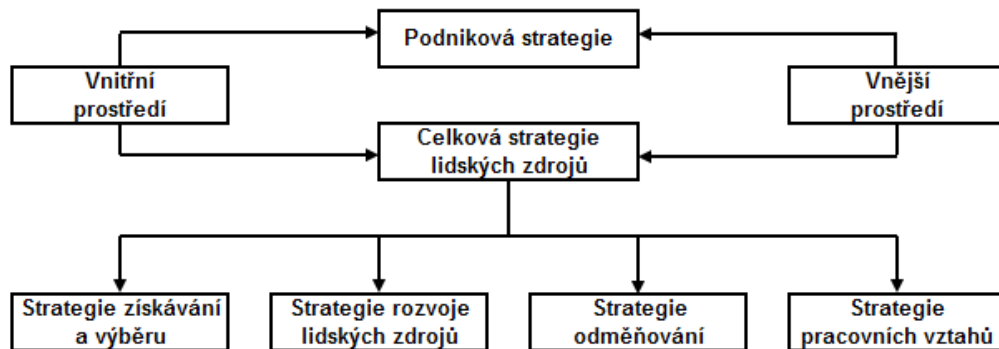 Podniková strategie
Vnitřní
prostředí
Vnější
prostředí
Celková strategie
lidských zdrojů
Strategie získávání
a výběru
Strategie rozvoje
lidských zdrojů
Strategie
odměňování
Strategie
pracovních vztahů